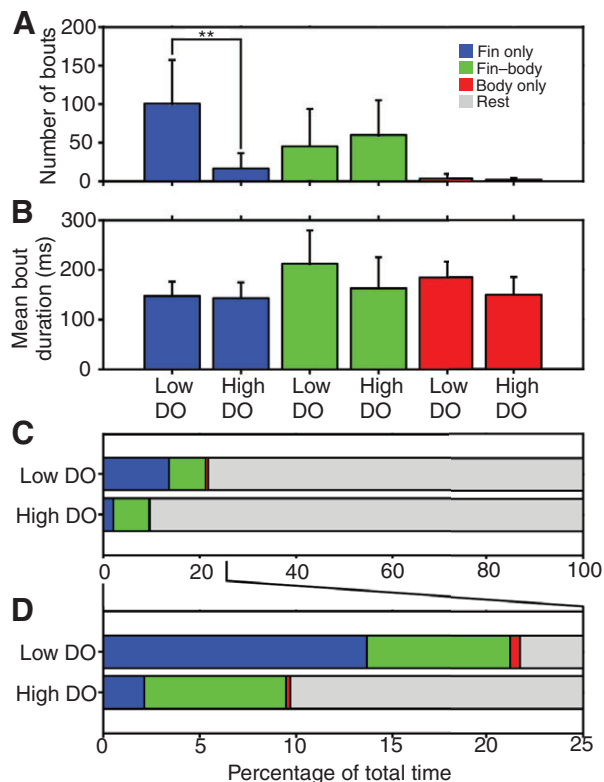 A
Number of bouts
200
150
100
50
0
**
Fin only
Fin–body
Body only
Rest
B
Mean bout
duration (ms)
300
200
100
0
Low DO
High DO
Low DO
High DO
Low DO
High DO
C
Low DO
High DO
0 20 40 60 80 100
D
Low DO
High DO
0 5 10 15 20 25
Percentage of total time